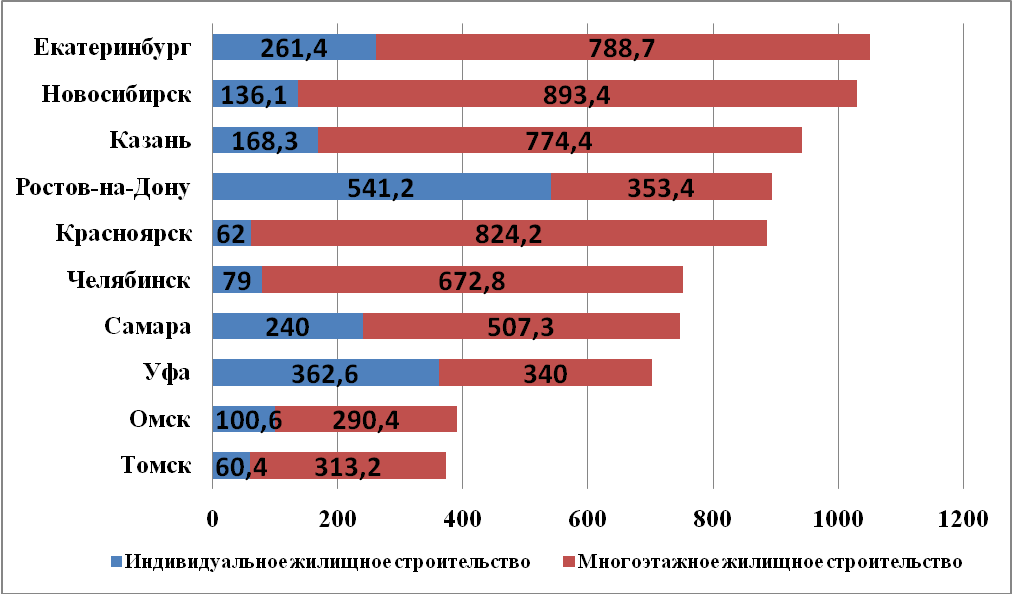 Екатеринбург 261,4 788,7
Новосибирск 136,1 893,4
Казань 168,3 774,4
Ростов-на-Дону 541,2 353,4
Красноярск 62 824,2
Челябинск 79 672,8
Самара 240 507,3
Уфа 362,6 340
Омск 100,6 290,4
Томск 60,4 313,2
0 200 400 600 800 1000 1200
Индивидуальное жилищное строительство Многоэтажное жилищное строительство